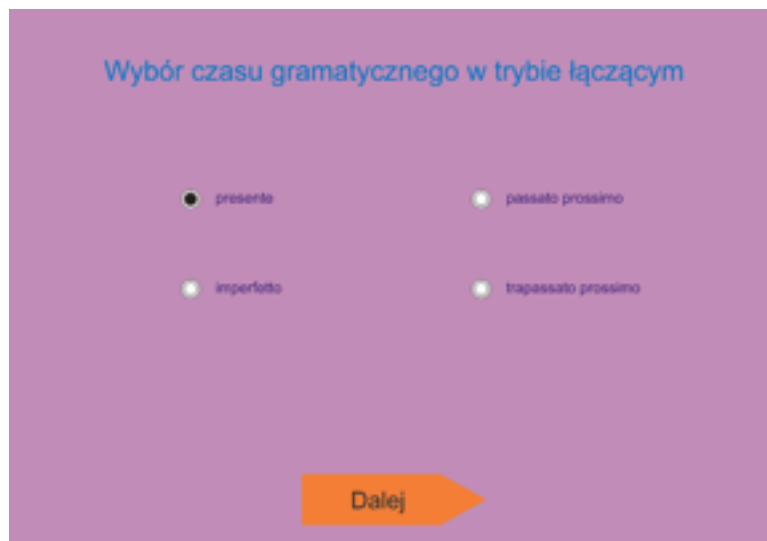 Wybór czasu gramatycznego w trybie łączącym
presente passato prossimo
imperfetto trapassato prossimo
Dalej